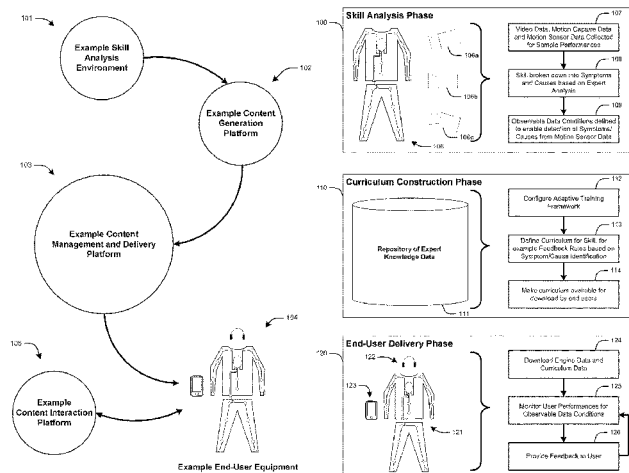 101
Example Skill
Analysis
Environment
102
Example Content
Generation
Platform
103
Example Content
Management and Delivery
Platform
104
105
Example
Content Interaction
Platform
Example End-User Equipment
100
Skill Analysis Phase
106a
106b
106c
106
107
Video Data, Motion Capture Data
and Motion Sensor Data Collected
for Sample Performances
108
Skill broken down into Symptoms
and Causes based on Expert
Analysis
109
Observable Data Conditions defined
to enable detection of Symptoms/
Causes from Motion Sensor Data
110
Curriculum Construction Phase
Repository of Expert
Knowledge Data
111
112
Configure Adaptive Training
Framework
113
Define Curriculum for Skill, for
example Feedback Rules based on
Symptom/Cause Identification
114
Make curriculum available for
download by end users
120
End-User Delivery Phase
122
123
121
124
Download Engine Data and
Curriculum Data
125
Monitor User Performances for
Observable Data Conditions
126
Provide Feedback to User